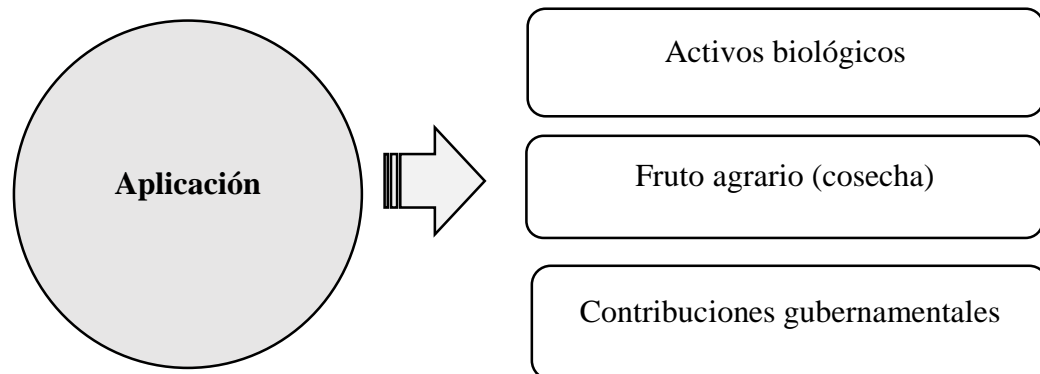 Activos biológicos
Aplicación
Fruto agrario (cosecha)
Contribuciones gubernamentales